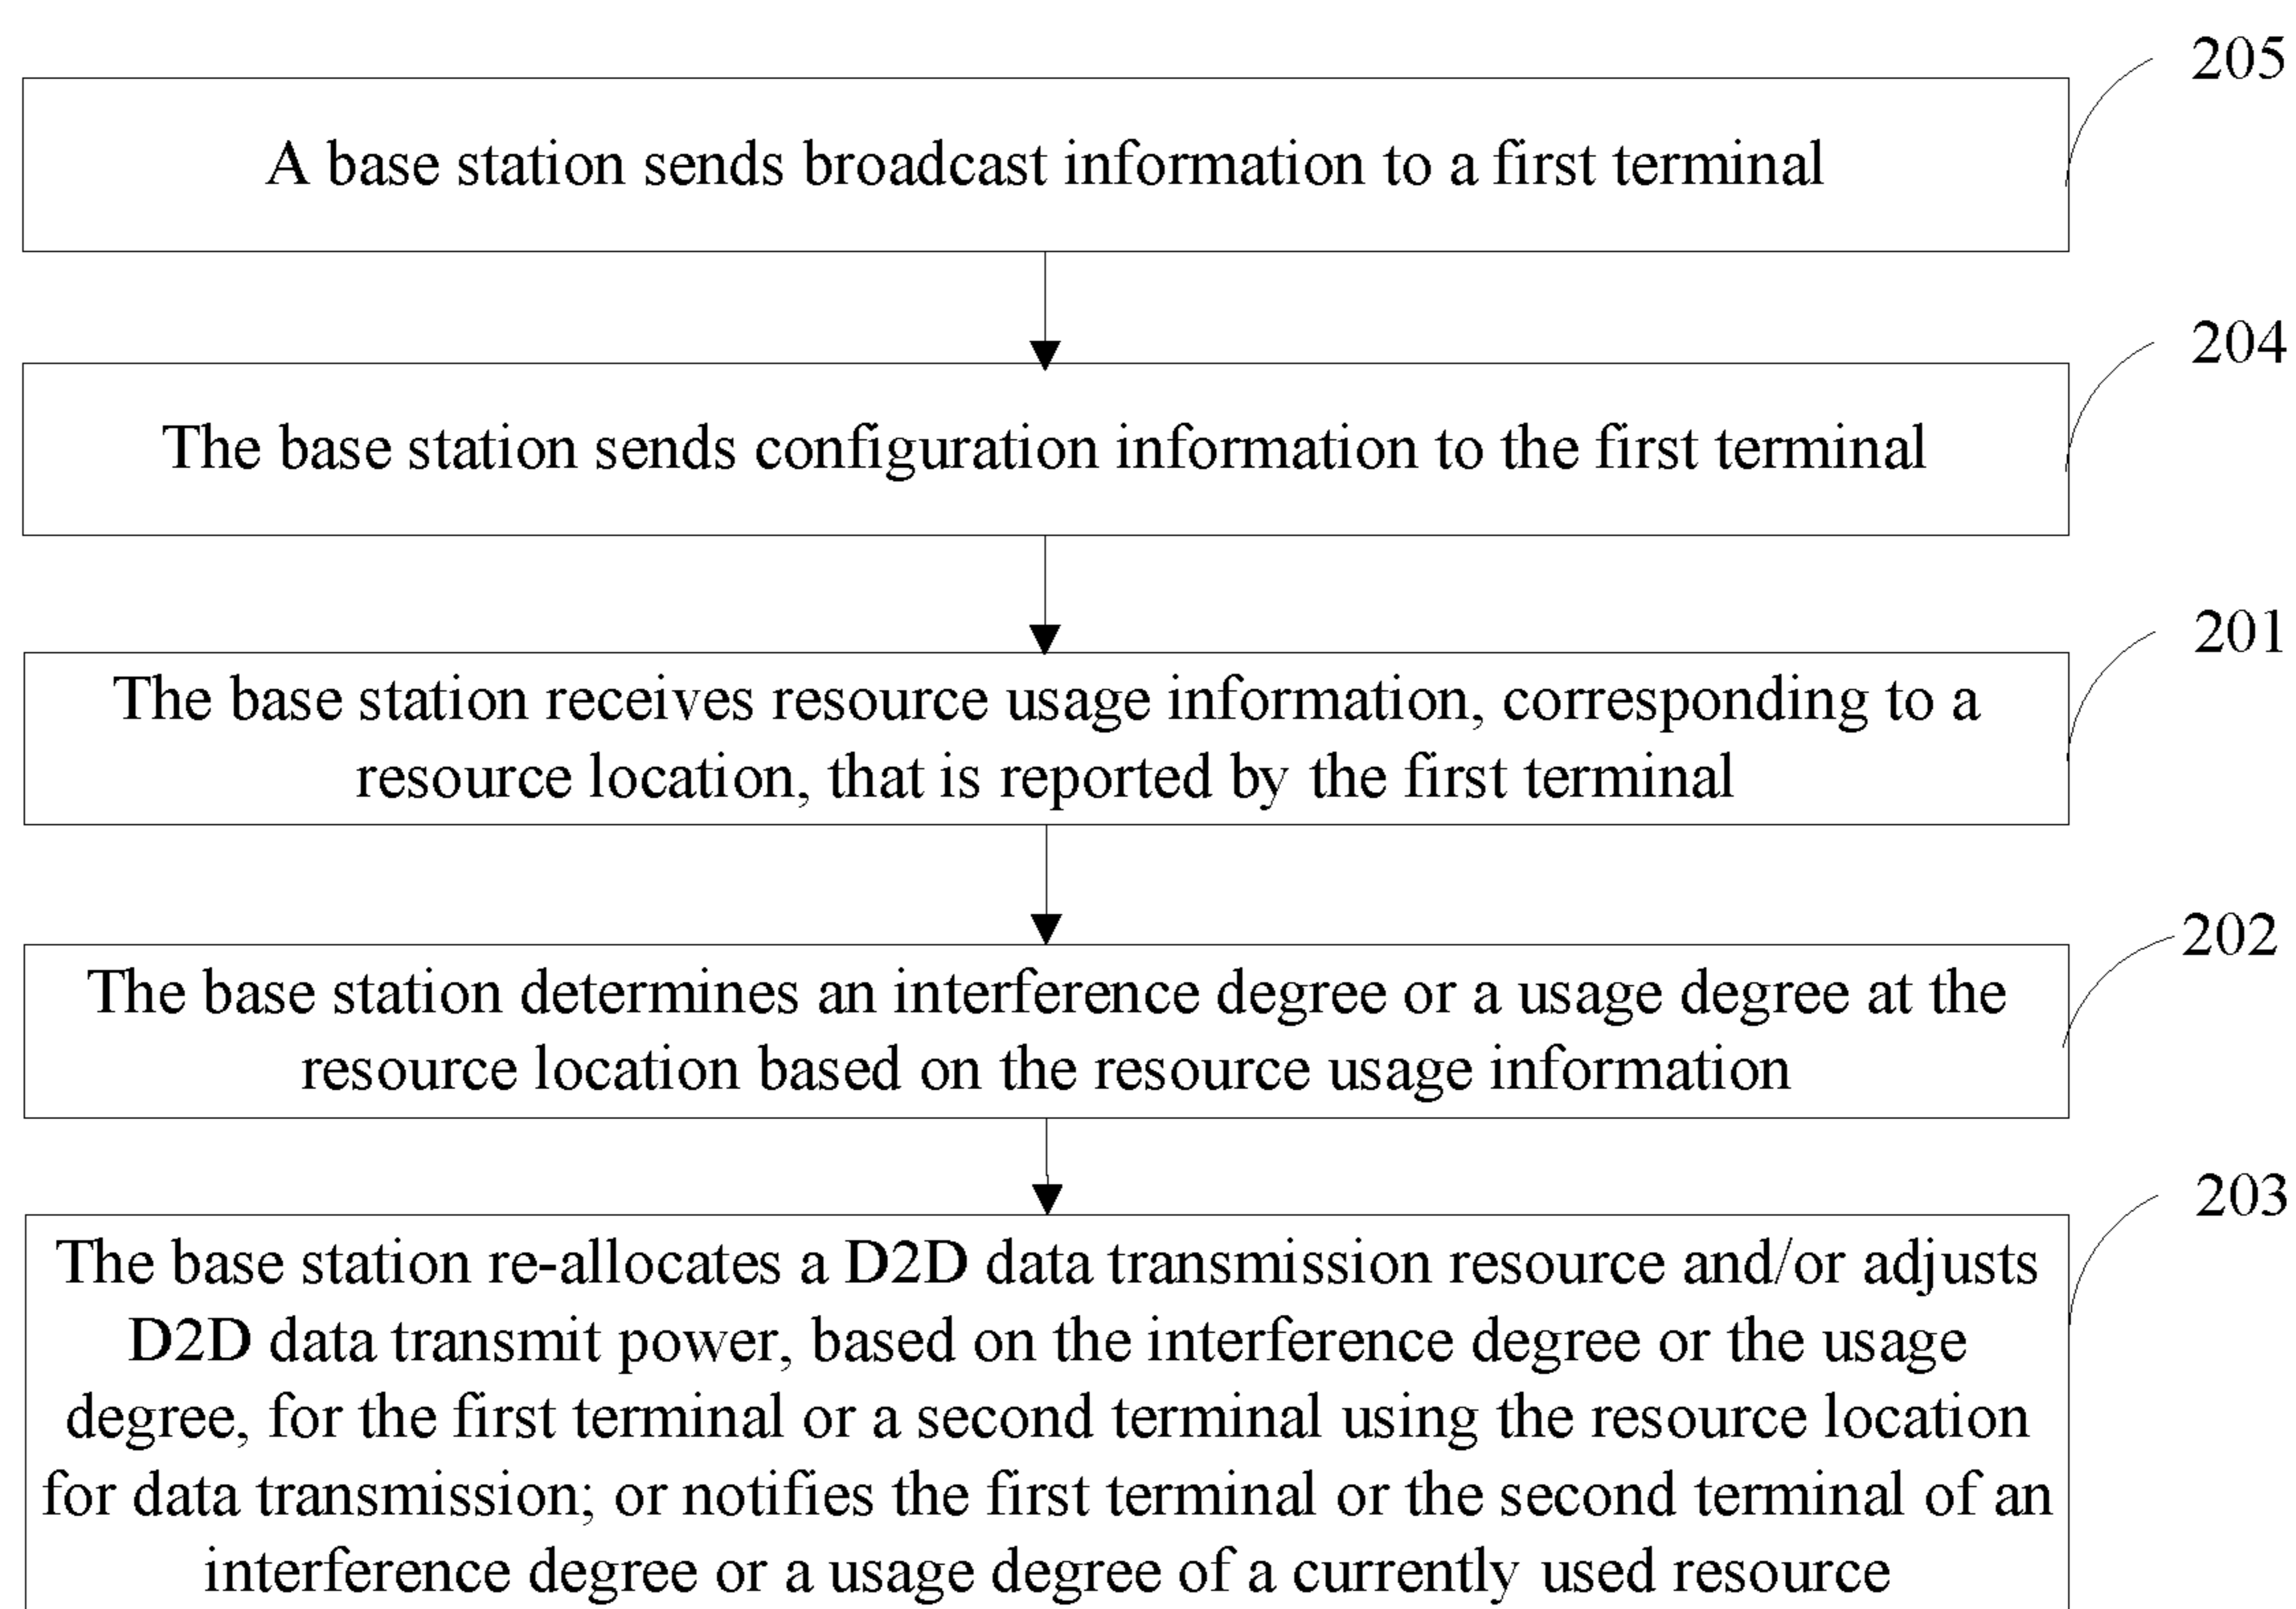 205
A base station sends broadcast information to a first terminal
204
The base station sends configuration information to the first terminal
201
The base station receives resource usage information, corresponding to a
resource location, that is reported by the first terminal
202
The base station determines an interference degree or a usage degree at the
resource location based on the resource usage information
203
The base station re-allocates a D2D data transmission resource and/or adjusts
D2D data transmit power, based on the interference degree or the usage
degree, for the first terminal or a second terminal using the resource location
for data transmission; or notifies the first terminal or the second terminal of an
interference degree or a usage degree of a currently used resource